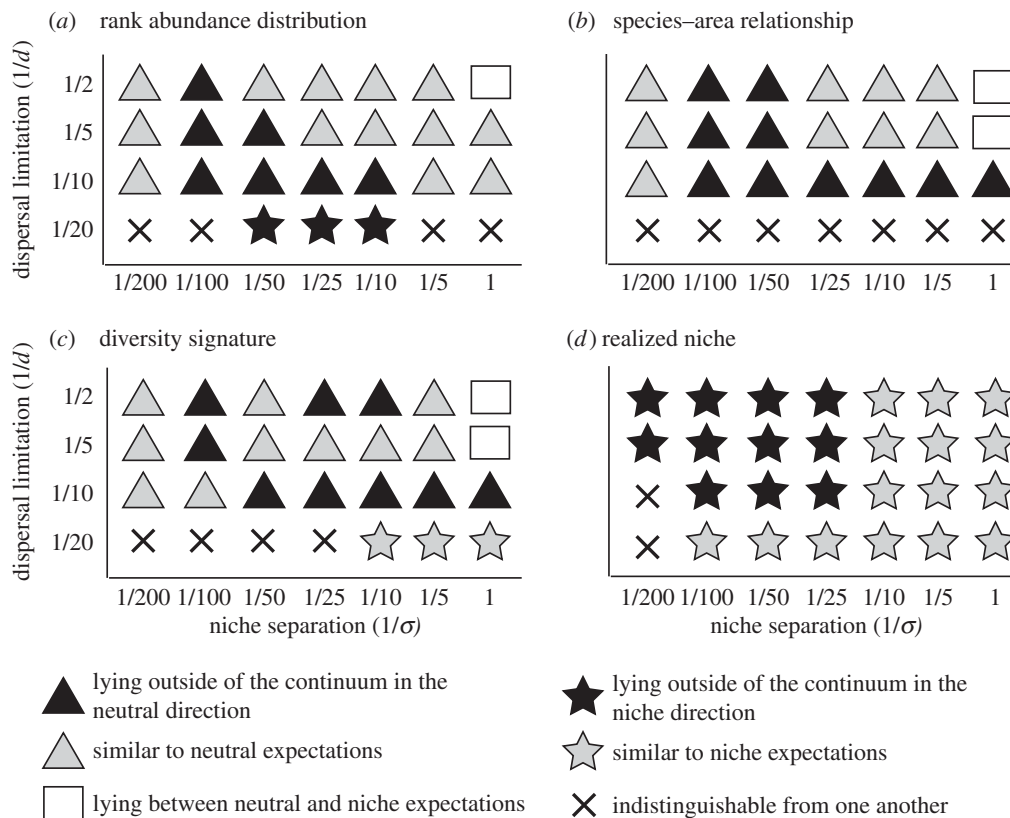 (a) rank abundance distribution
(b) species–area relationship
dispersal limitation (1/d)
1/2
1/5
1/10
1/20
1/200 1/100 1/50 1/25 1/10 1/5 1
1/200 1/100 1/50 1/25 1/10 1/5 1
(c) diversity signature
(d) realized niche
dispersal limitation (1/d)
1/2
1/5
1/10
1/20
1/200 1/100 1/50 1/25 1/10 1/5 1
niche separation (1/σ)
1/200 1/100 1/50 1/25 1/10 1/5 1
niche separation (1/σ)
lying outside of the continuum in the
neutral direction
similar to neutral expectations
lying between neutral and niche expectations
lying outside of the continuum in the
niche direction
similar to niche expectations
indistinguishable from one another